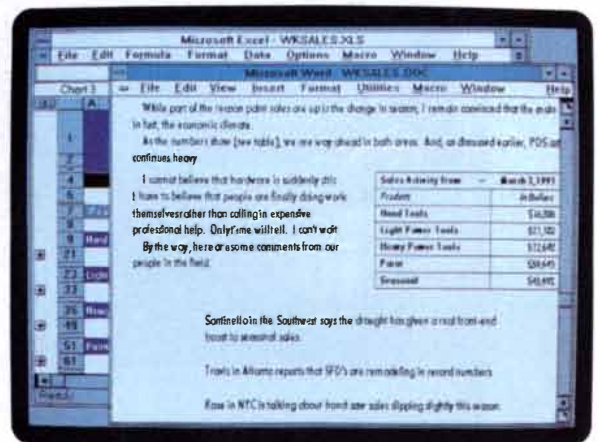 Microsoft Excel - WKSALES.XLS
File Edit Formula Format Data Options Macro Window Help
Chart 3
Microsoft Word - WKSALES.DOC
File Edit View Insert Format Utilities Macro Window Help
While part of the reason paint sales are up is the change in season, I remain convinced that the main
in fact, the economic climate.
As the numbers show (see table), we are way ahead in both areas. And, as discussed earlier, PDS
continues heavy
I cannot believe that hardware is suddenly
I have to believe that people are finally doing work
themselves rather than calling in expensive
professional help. Only time will tell. I can't wait
By the way, here are some comments from our
people in the field.
Sales Activity from – March 2, 1991
Product in Dollars
Hand Tools
Light Power Tools
Heavy Power Tools
Paint
Seasonal
Santinello in the Southwest says the drought has given a real front-end
boost to seasonal sales.
Travis in Atlanta reports that SFD's are remodeling in record numbers
Rose in NYC is talking about hand saw sales slipping slightly this season.